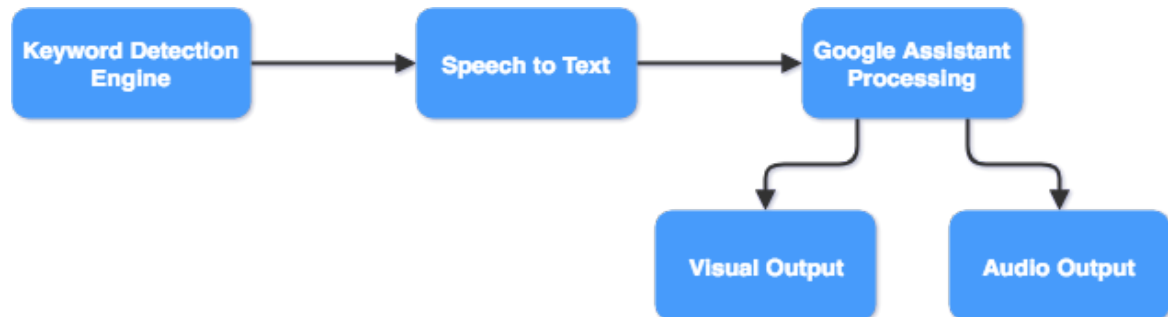 Keyword Detection
Engine
Speech to Text
Google Assistant
Processing
Visual Output
Audio Output